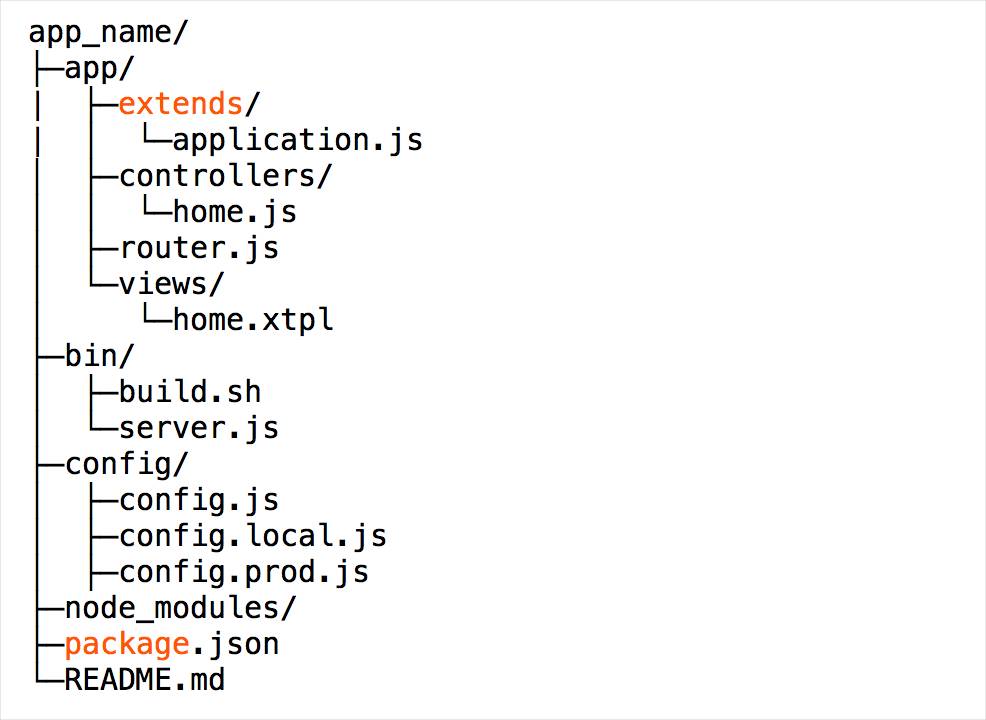 app_name/
├─app/
|  ├─extends/
|  │  └─application.js
│  ├─controllers/
│  │  └─home.js
│  ├─router.js
│  └─views/
│     └─home.xtpl
├─bin/
│  ├─build.sh
│  └─server.js
├─config/
│  ├─config.js
│  ├─config.local.js
│  ├─config.prod.js
├─node_modules/
├─package.json
└─README.md